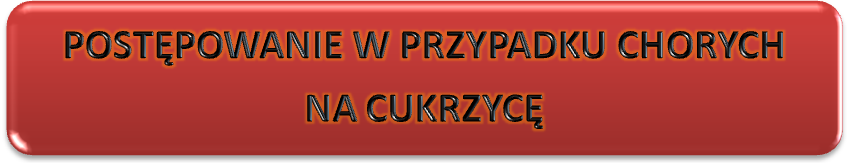 POSTĘPOWANIE W PRZYPADKU CHORYCH
NA CUKRZYCĘ